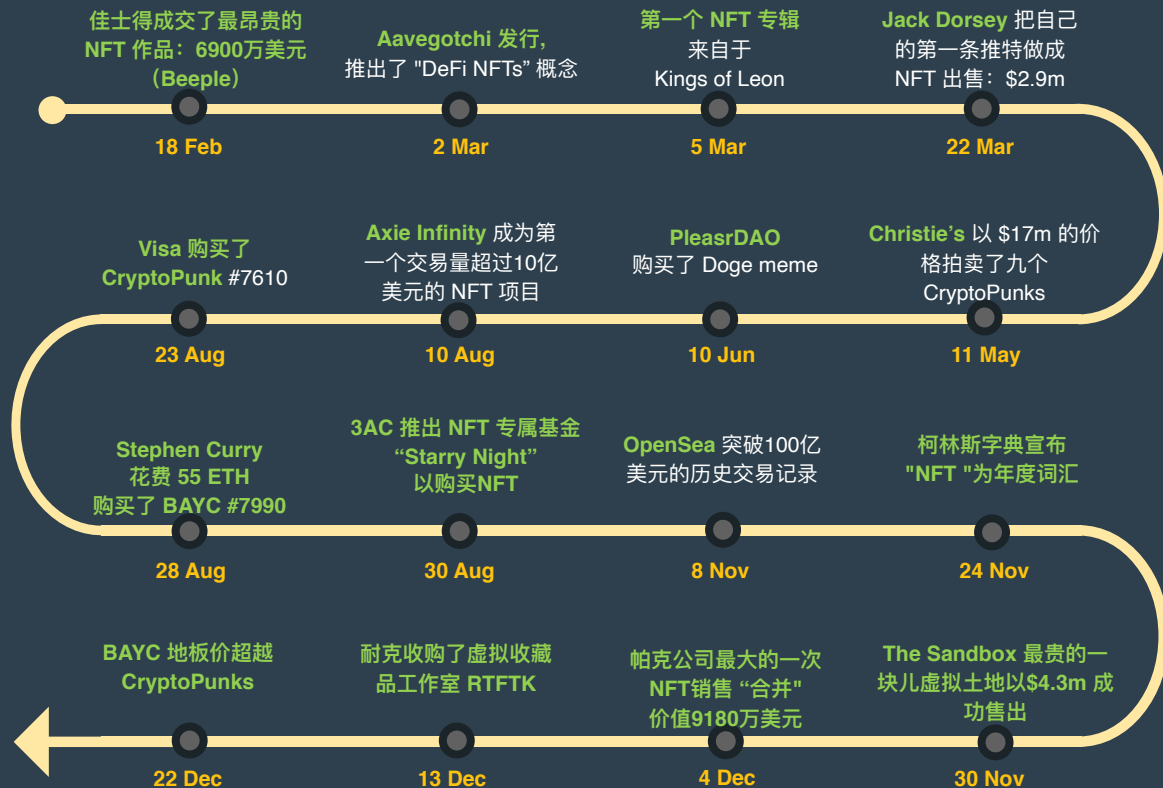 佳士得成交了最昂贵的
NFT 作品：6900万美元
（Beeple）
18 Feb
Aavegotchi 发行,
推出了 "DeFi NFTs” 概念
2 Mar
第一个 NFT 专辑
来自于
Kings of Leon
5 Mar
Jack Dorsey 把自己
的第一条推特做成
NFT 出售：$2.9m
22 Mar
Christie’s 以 $17m 的价
格拍卖了九个
CryptoPunks
11 May
PleasrDAO
购买了 Doge meme
10 Jun
Axie Infinity 成为第
一个交易量超过10亿
美元的 NFT 项目
10 Aug
Visa 购买了
CryptoPunk #7610
23 Aug
Stephen Curry
花费 55 ETH
购买了 BAYC #7990
28 Aug
3AC 推出 NFT 专属基金
“Starry Night”
以购买NFT
30 Aug
OpenSea 突破100亿
美元的历史交易记录
8 Nov
柯林斯字典宣布
"NFT "为年度词汇
24 Nov
The Sandbox 最贵的一
块儿虚拟土地以$4.3m 成
功售出
30 Nov
帕克公司最大的一次
NFT销售 “合并"
价值9180万美元
4 Dec
耐克收购了虚拟收藏
品工作室 RTFTK
13 Dec
BAYC 地板价超越
CryptoPunks
22 Dec